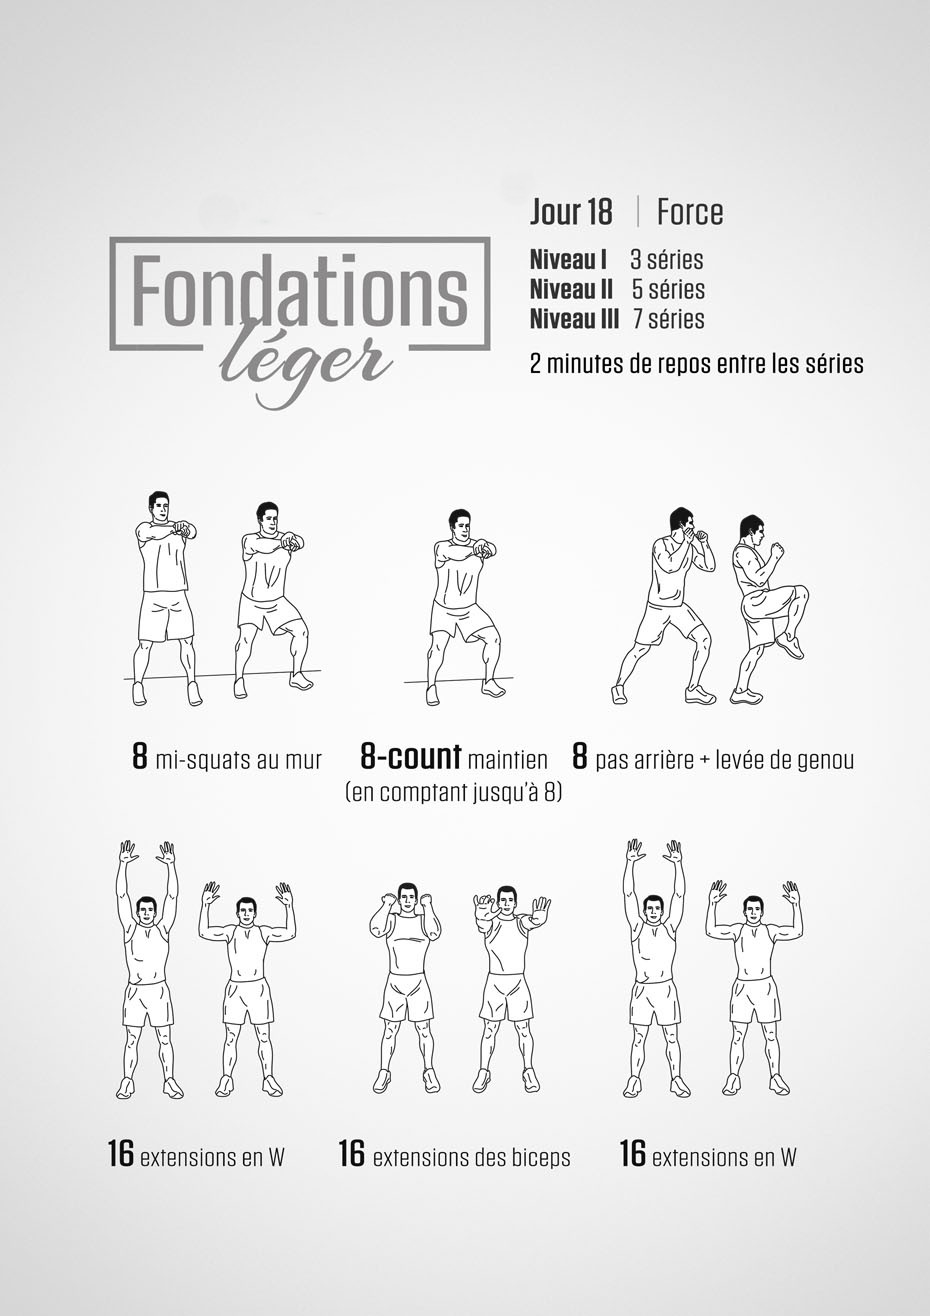 Fondations
léger
Jour 18 | Force
Niveau I 3 séries
Niveau II 5 séries
Niveau III 7 séries
2 minutes de repos entre les séries
8 mi-squats au mur
8-count maintien
(en comptant jusqu'à 8)
8 pas arrière + levée de genou
16 extensions en W
16 extensions des biceps
16 extensions en W